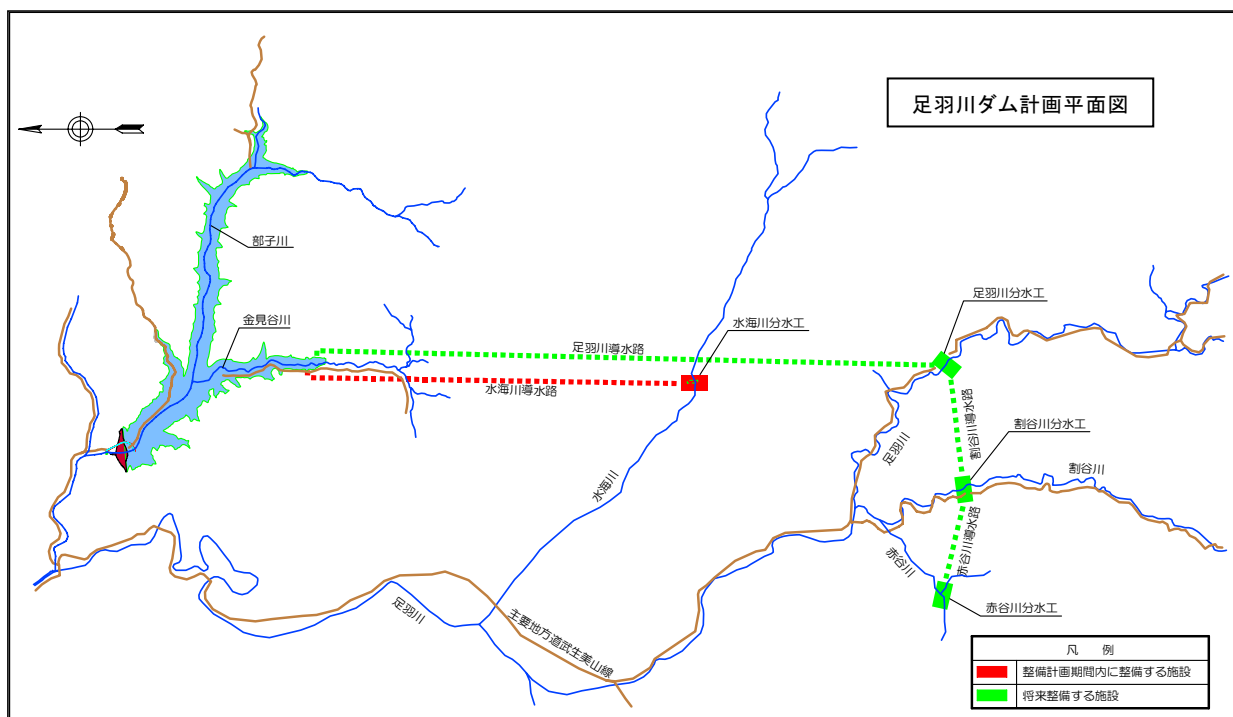 足羽川ダム計画平面図
部子川
金見谷川
足羽川分水工
水海川分水工
足羽川導水路
水海川導水路
割谷川導水路
割谷川分水工
割谷川
足羽川
水海川
赤谷川
赤谷川導水路
赤谷川分水工
足羽川
主要地方道武生美山線
凡 例
整備計画期間内に整備する施設
将来整備する施設